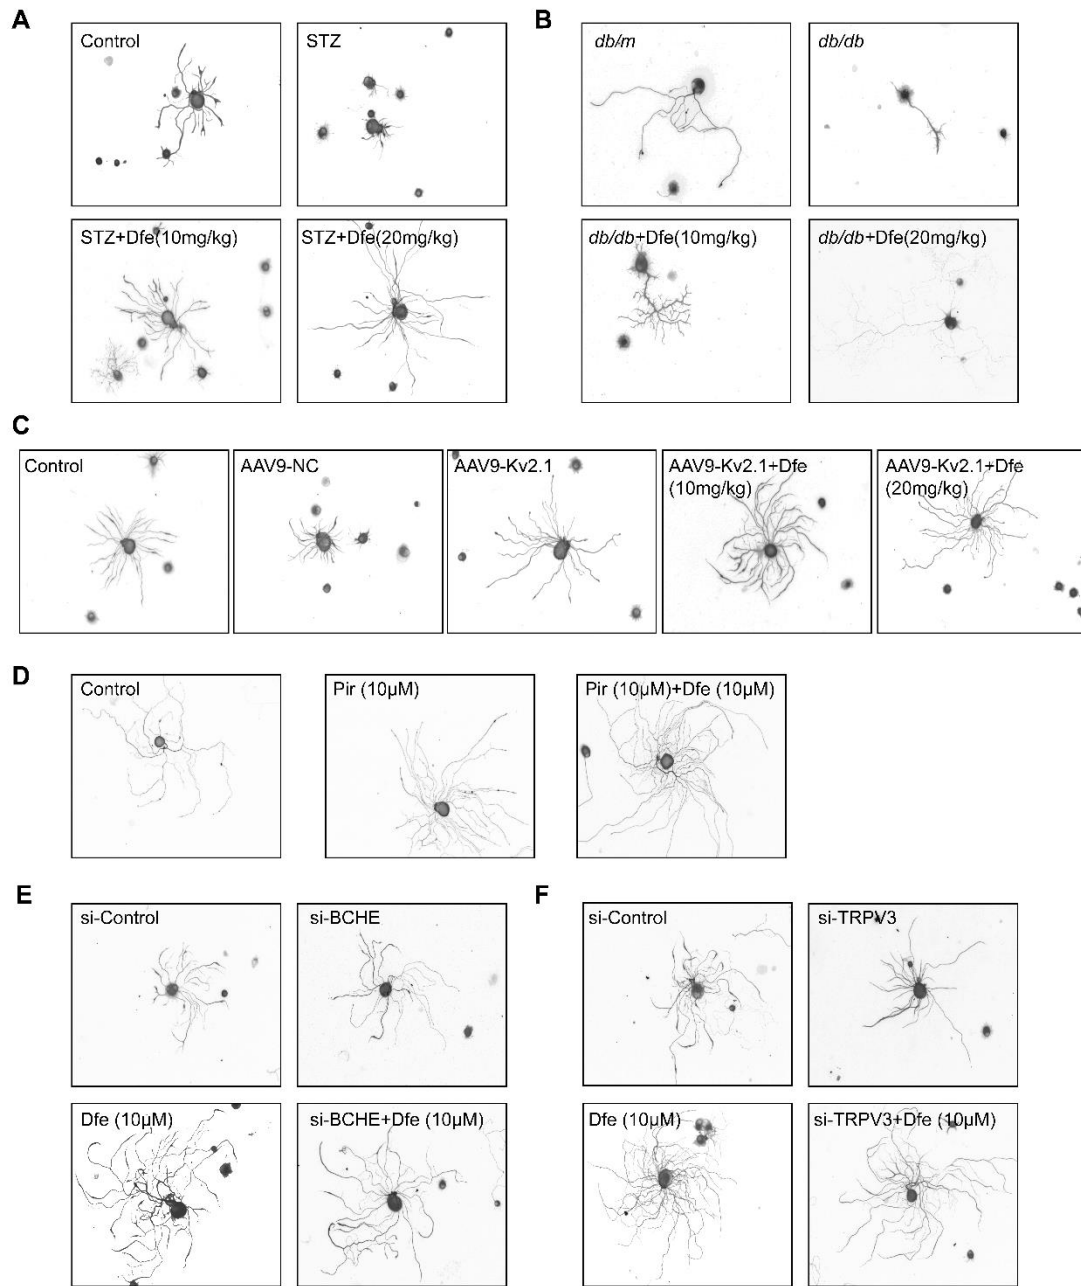 A
B
Control
STZ
db/m
db/db
STZ+Dfe(10mg/kg)
STZ+Dfe(20mg/kg)
db/db+Dfe(10mg/kg)
db/db+Dfe(20mg/kg)
C
Control
AAV9-NC
AAV9-Kv2.1
AAV9-Kv2.1+Dfe
(10mg/kg)
AAV9-Kv2.1+Dfe
(20mg/kg)
D
Control
Pir (10µM)
Pir (10µM)+Dfe (10µM)
E
F
si-Control
si-BCHE
si-Control
si-TRPV3
Dfe (10µM)
si-BCHE+Dfe (10µM)
Dfe (10µM)
si-TRPV3+Dfe (10µM)